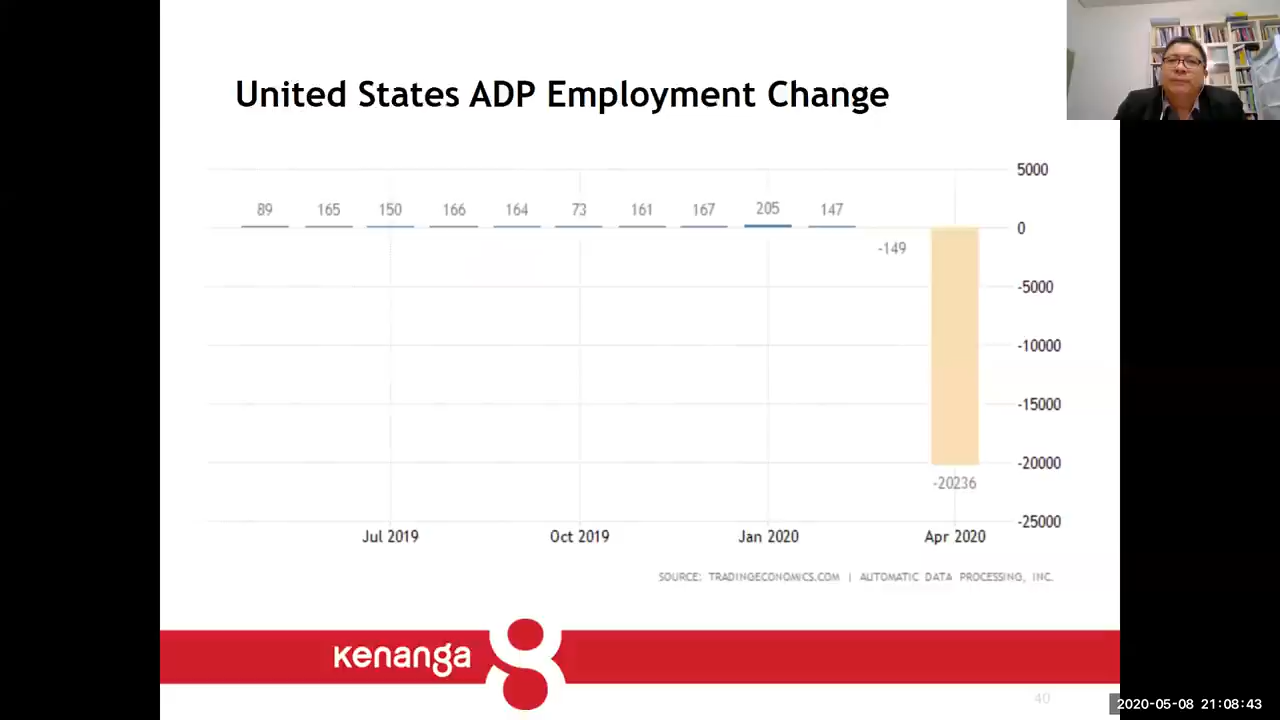 United States ADP Employment Change
5000
89 165 150 166 164 73 161 167 205 147
0
-149
-5000
-10000
-15000
-20000
-20236
-25000
Jul 2019 Oct 2019 Jan 2020 Apr 2020
SOURCE: TRADINGECONOMICS.COM | AUTOMATIC DATA PROCESSING, INC.
kenanga
40
2020-05-08 21:08:43